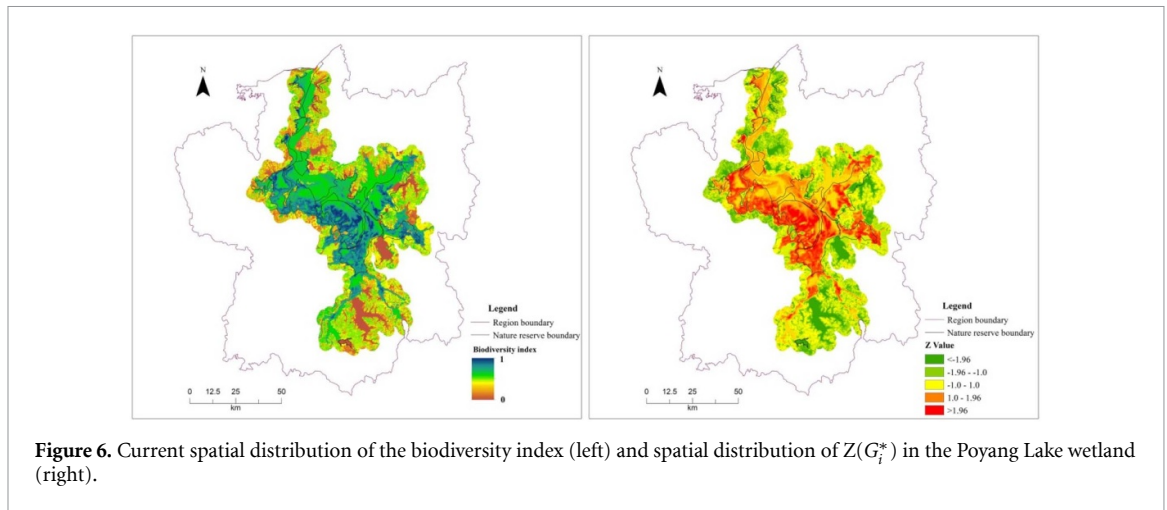 N
Legend
Region boundary
Nature reserve boundary
Biodiversity index
1
0
0 12.5 25 50
km
N
Legend
Region boundary
Nature reserve boundary
Z Value
<-1.96
-1.96 - -1.0
-1.0 - 1.0
1.0 - 1.96
>1.96
0 12.5 25 50
km
Figure 6. Current spatial distribution of the biodiversity index (left) and spatial distribution of Z(G_i^*) in the Poyang Lake wetland
(right).